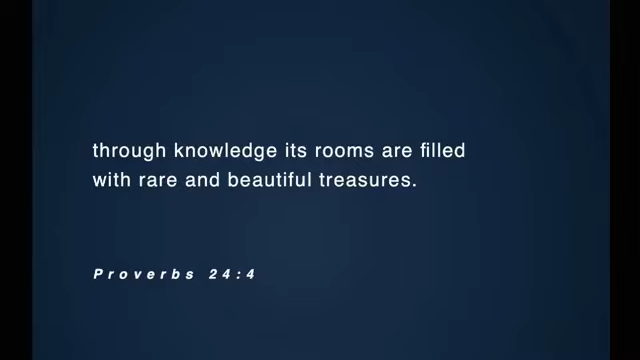 through knowledge its rooms are filled
with rare and beautiful treasures.
Proverbs 24:4